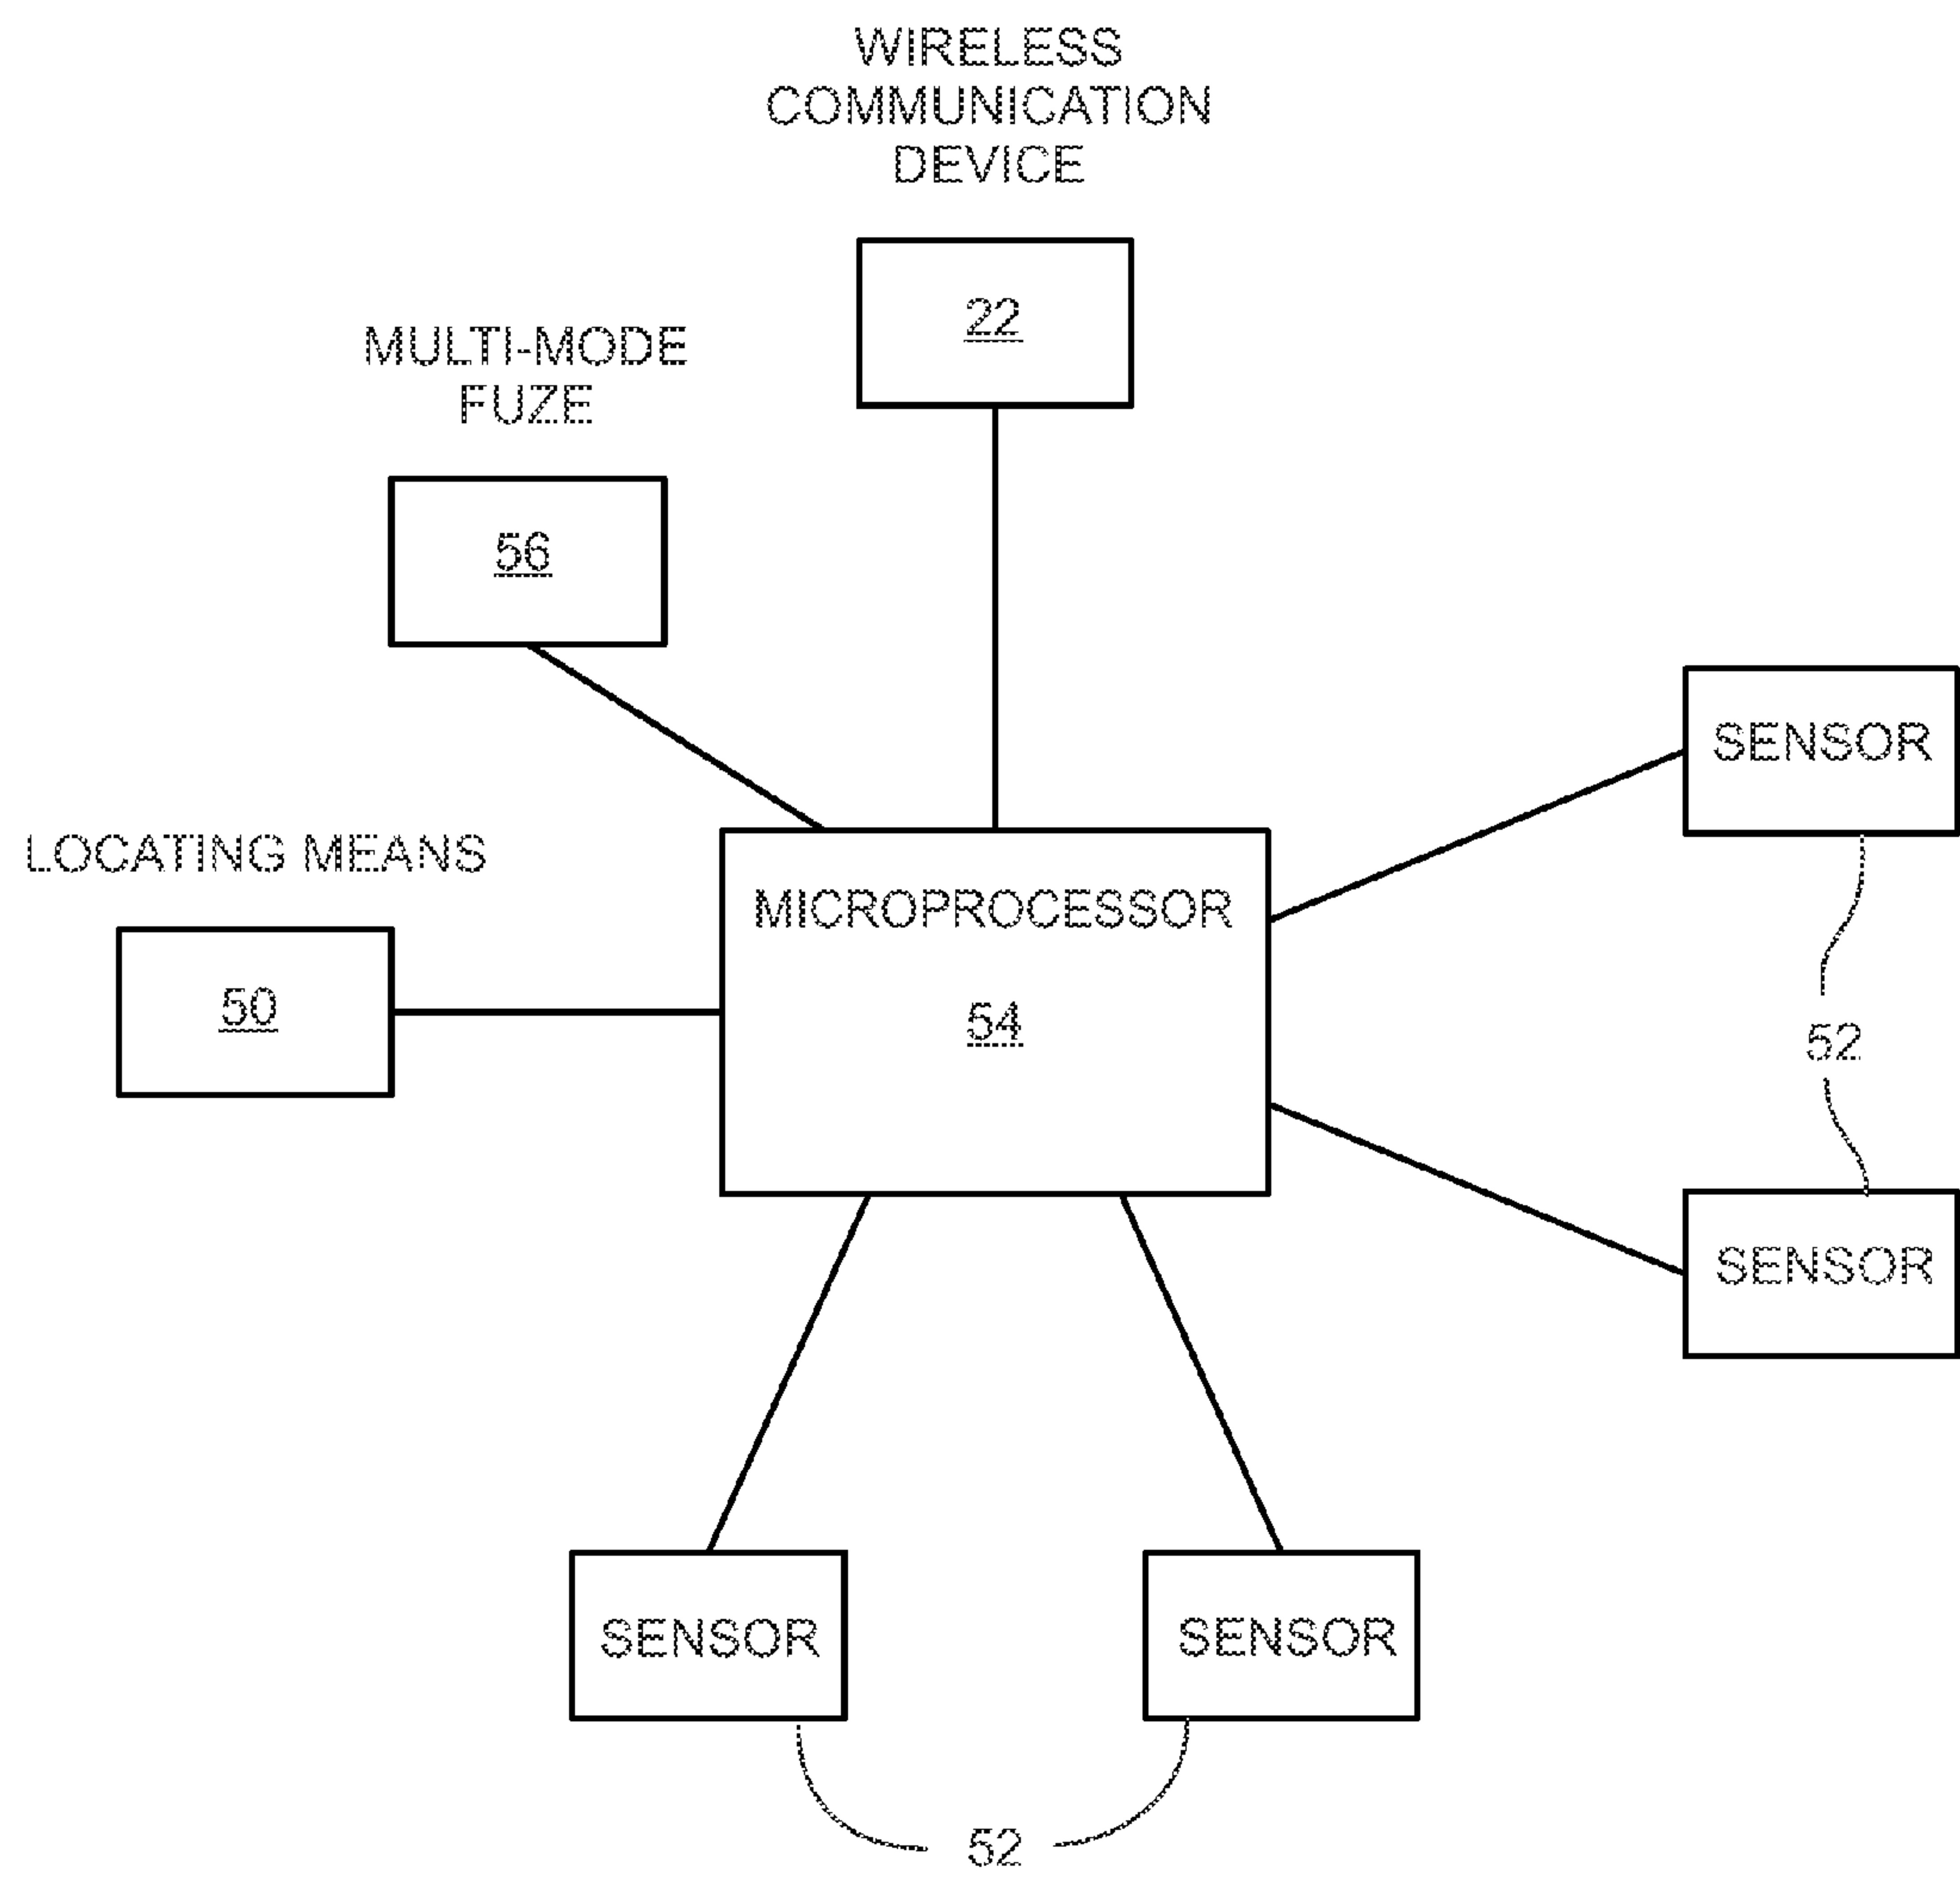 WIRELESS
COMMUNICATION
DEVICE
22
MULTI-MODE
FUZE
56
SENSOR
LOCATING MEANS
MICROPROCESSOR
50
54
52
SENSOR
SENSOR
SENSOR
52